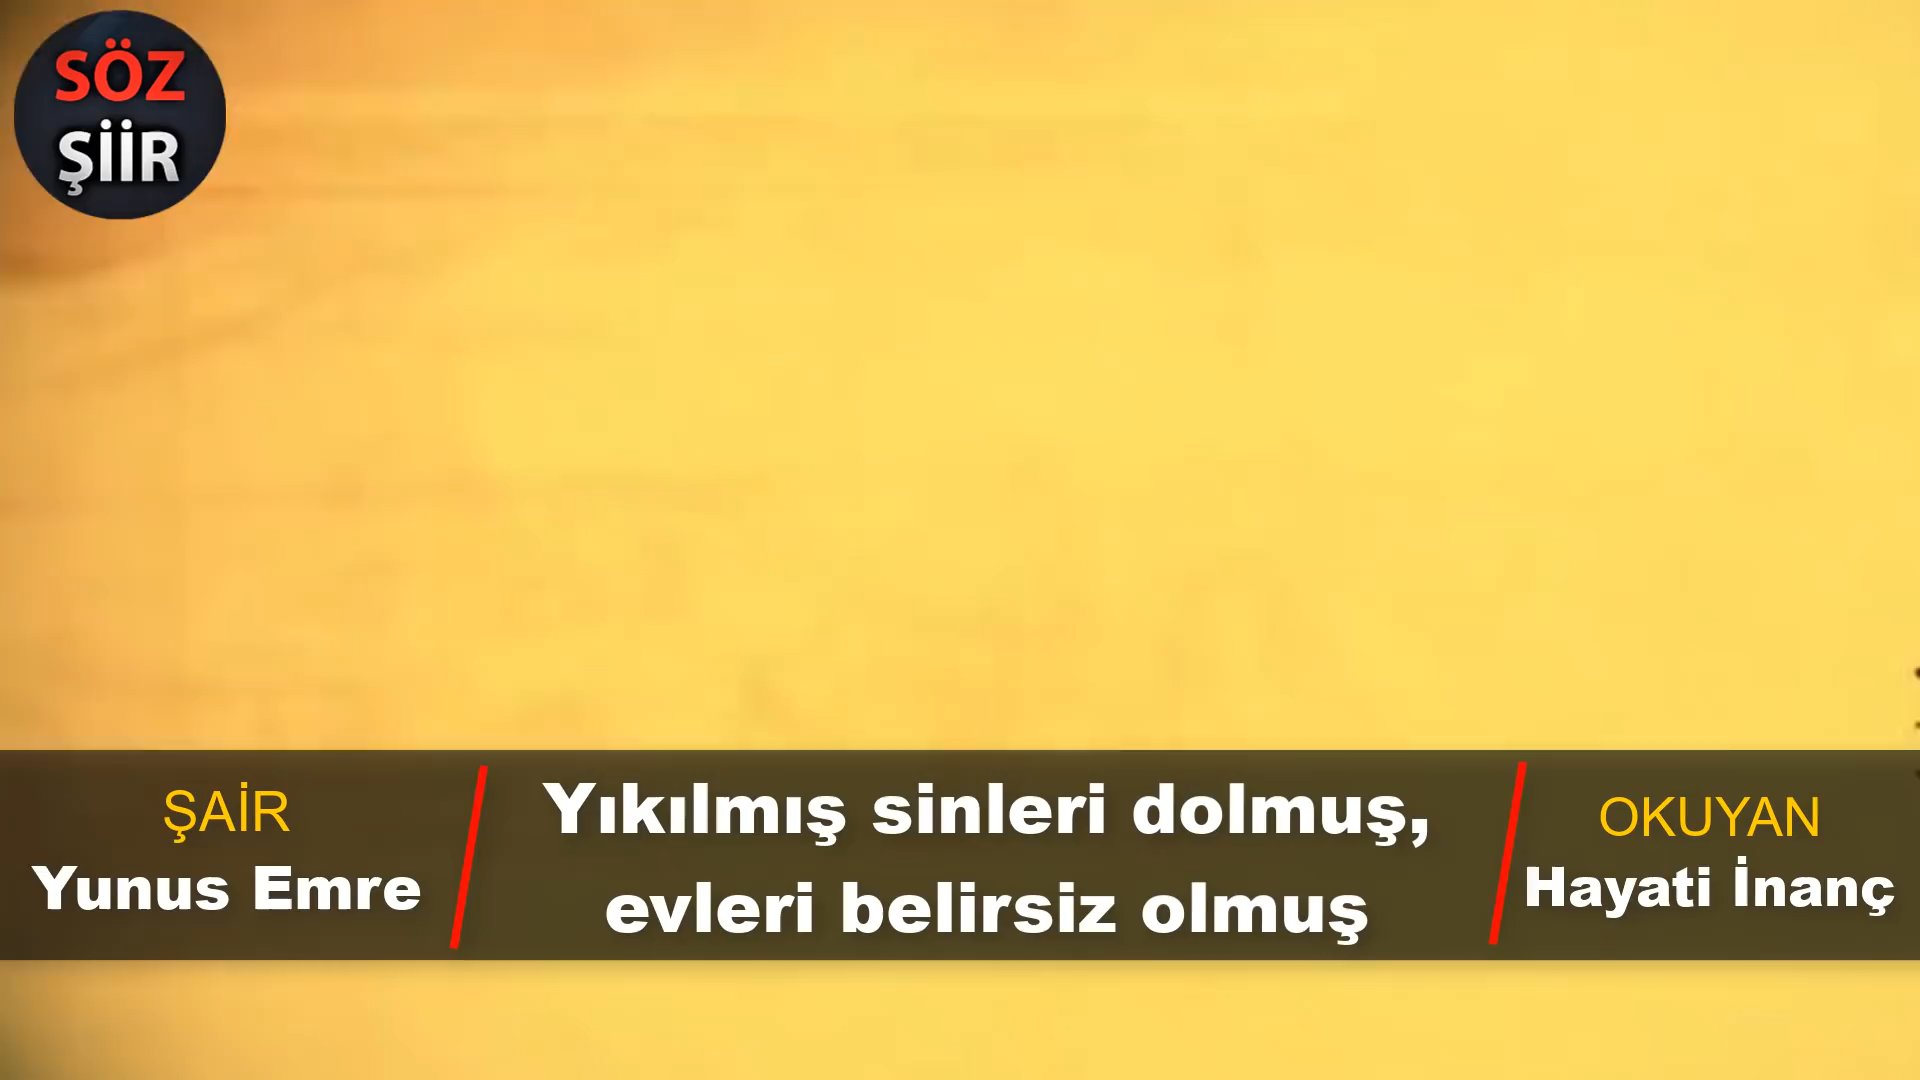 SÖZ
ŞİİR
ŞAİR
Yunus Emre
Yıkılmış sinleri dolmuş,
evleri belirsiz olmuş
OKUYAN
Hayati İnanç